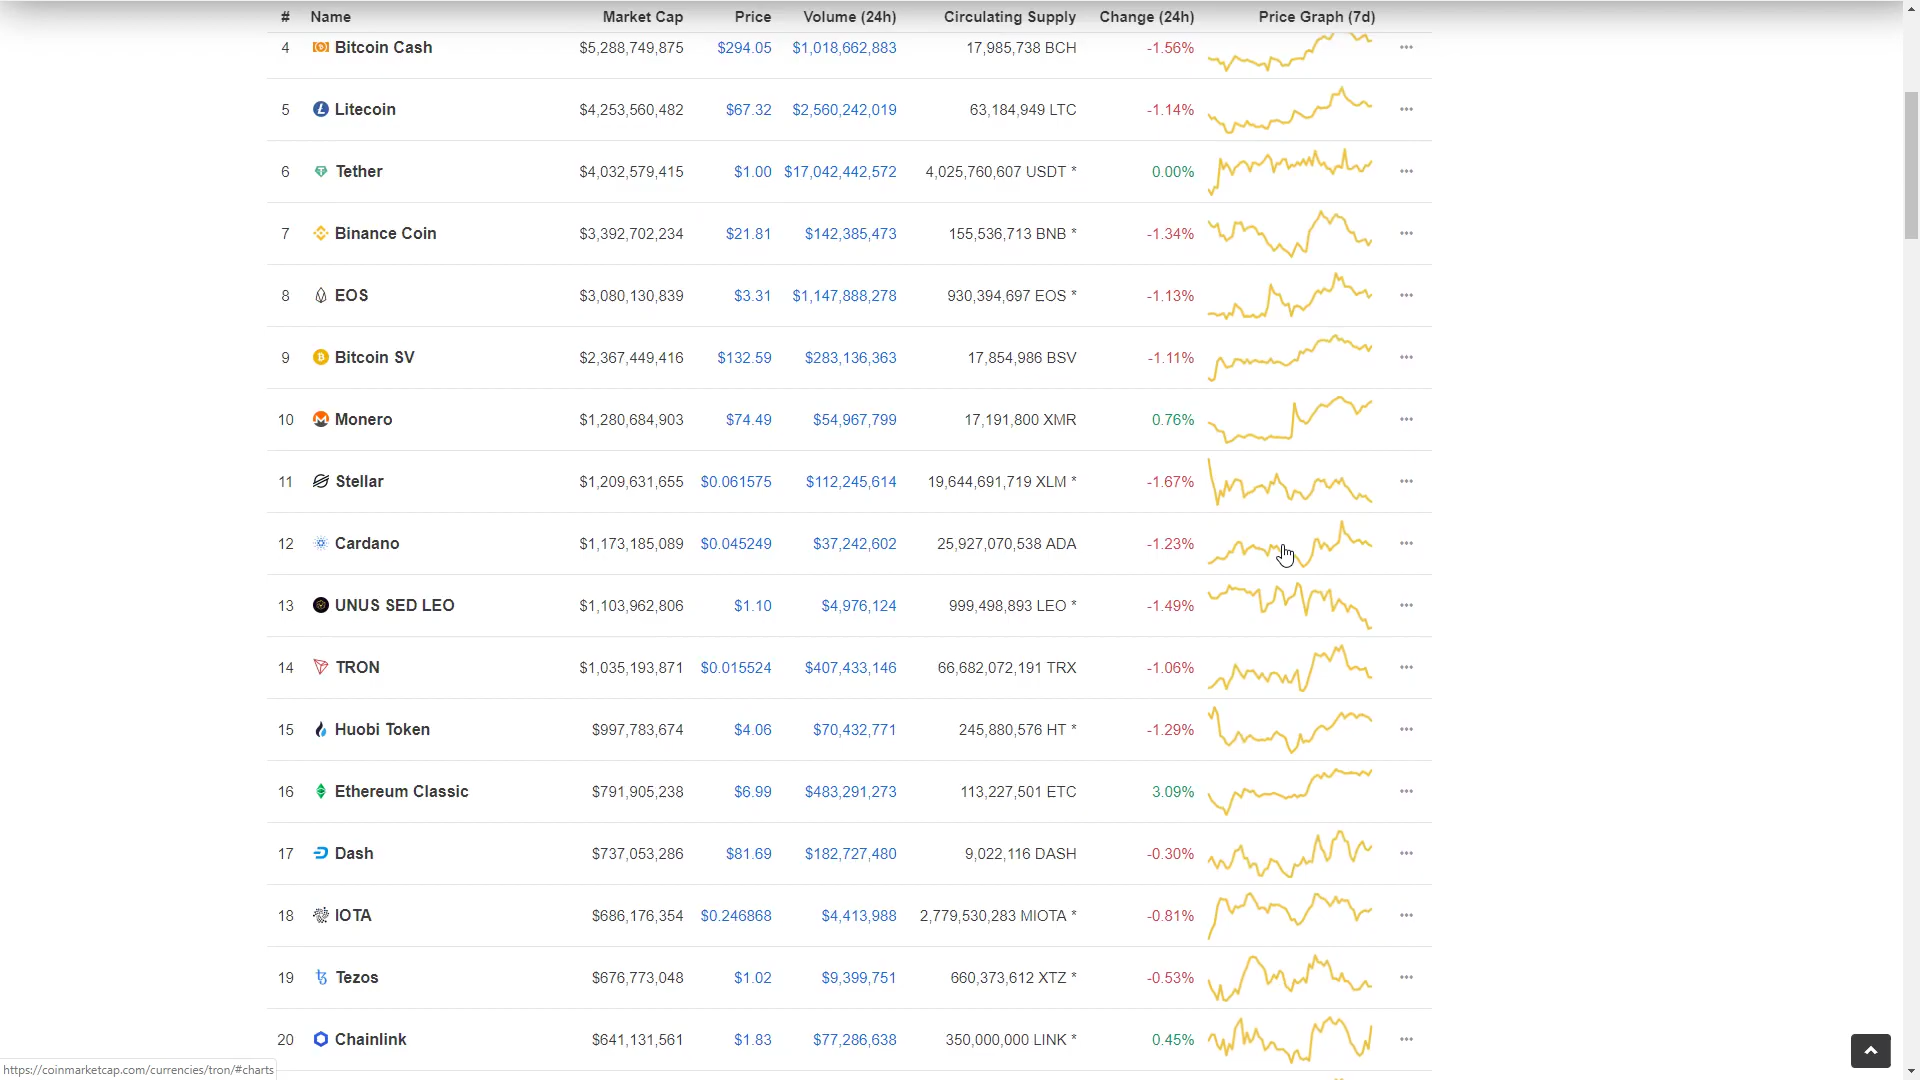 # Name Market Cap Price Volume (24h) Circulating Supply Change (24h) Price Graph (7d)
4 Bitcoin Cash $5,288,749,875 $294.05 $1,018,662,883 17,985,738 BCH -1.56%
5 Litecoin $4,253,560,482 $67.32 $2,560,242,019 63,184,949 LTC -1.14%
6 Tether $4,032,579,415 $1.00 $17,042,442,572 4,025,760,607 USDT * 0.00%
7 Binance Coin $3,392,702,234 $21.81 $142,385,473 155,536,713 BNB * -1.34%
8 EOS $3,080,130,839 $3.31 $1,147,888,278 930,394,697 EOS * -1.13%
9 Bitcoin SV $2,367,449,416 $132.59 $283,136,363 17,854,986 BSV -1.11%
10 Monero $1,280,684,903 $74.49 $54,967,799 17,191,800 XMR 0.76%
11 Stellar $1,209,631,655 $0.061575 $112,245,614 19,644,691,719 XLM * -1.67%
12 Cardano $1,173,185,089 $0.045249 $37,242,602 25,927,070,538 ADA -1.23%
13 UNUS SED LEO $1,103,962,806 $1.10 $4,976,124 999,498,893 LEO * -1.49%
14 TRON $1,035,193,871 $0.015524 $407,433,146 66,682,072,191 TRX -1.06%
15 Huobi Token $997,783,674 $4.06 $70,432,771 245,880,576 HT * -1.29%
16 Ethereum Classic $791,905,238 $6.99 $483,291,273 113,227,501 ETC 3.09%
17 Dash $737,053,286 $81.69 $182,727,480 9,022,116 DASH -0.30%
18 IOTA $686,176,354 $0.246868 $4,413,988 2,779,530,283 MIOTA * -0.81%
19 Tezos $676,773,048 $1.02 $9,399,751 660,373,612 XTZ * -0.53%
20 Chainlink $641,131,561 $1.83 $77,286,638 350,000,000 LINK * 0.45%
https://coinmarketcap.com/currencies/tron/#charts